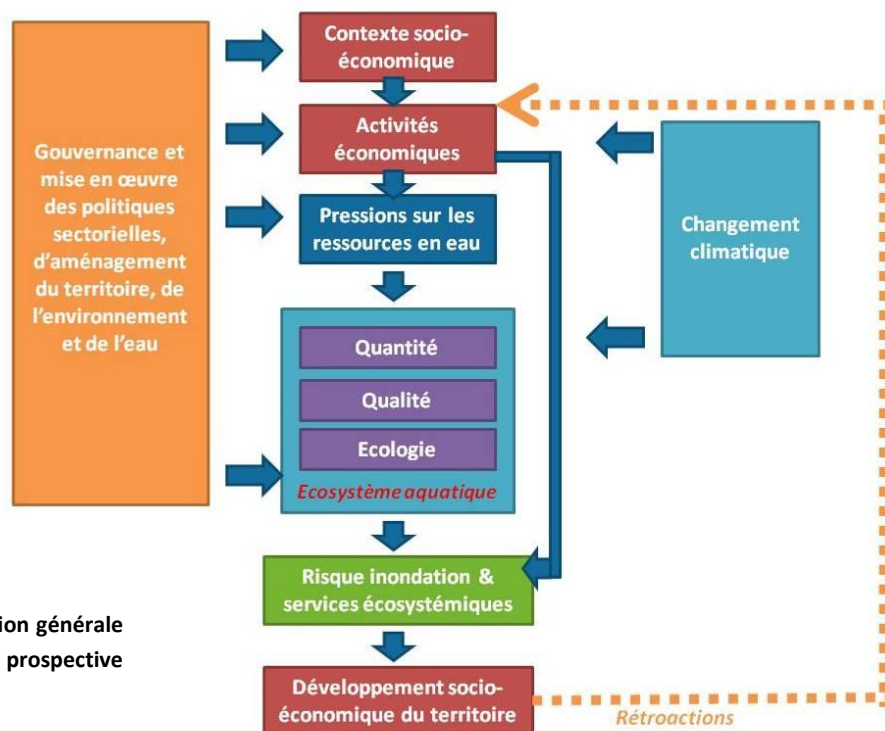 Contexte socio-
économique
Activités
économiques
Gouvernance et
mise en œuvre
des politiques
sectorielles,
d'aménagement
du territoire, de
l'environnement
et de l'eau
Pressions sur les
ressources en eau
Changement
climatique
Quantité
Qualité
Ecologie
Ecosystème aquatique
Risque inondation &
services écosystémiques
ion générale
prospective
Développement socio-
économique du territoire
Rétroactions